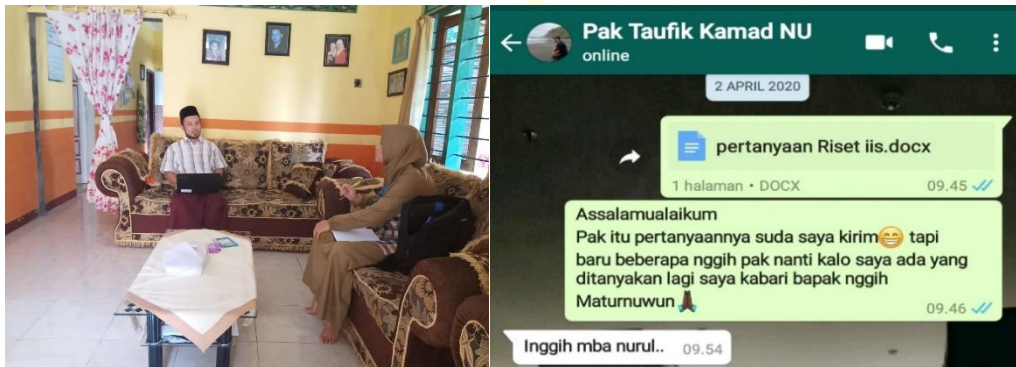 Pak Taufik Kamad NU
online
2 APRIL 2020
pertanyaan Riset iis.docx
1 halaman • DOCX 09.45
Assalamualaikum
Pak itu pertanyaannya suda saya kirim😁 tapi
baru beberapa nggih pak nanti kalo saya ada yang
ditanyakan lagi saya kabari bapak nggih
Maturnuwun🙏🏿
09.46
Inggih mba nurul.. 09.54